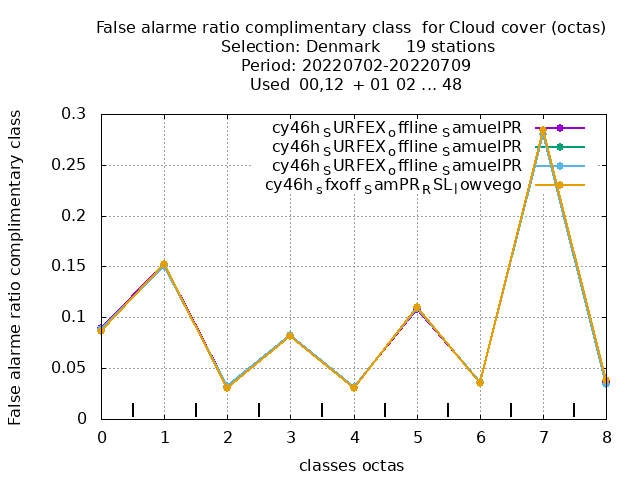 False alarme ratio complimentary class  for Cloud cover (octas)
Selection: Denmark     19 stations
Period: 20220702-20220709
Used  00,12  + 01 02 ... 48
False alarme ratio complimentary class
0.3
0.25
0.2
0.15
0.1
0.05
0
cy46h_SURFEX_offline_SamuelPR
cy46h_SURFEX_offline_SamuelPR
cy46h_SURFEX_offline_SamuelPR
cy46h_sfxoff_SamPR_RSL_lowvego
0 1 2 3 4 5 6 7 8
classes octas